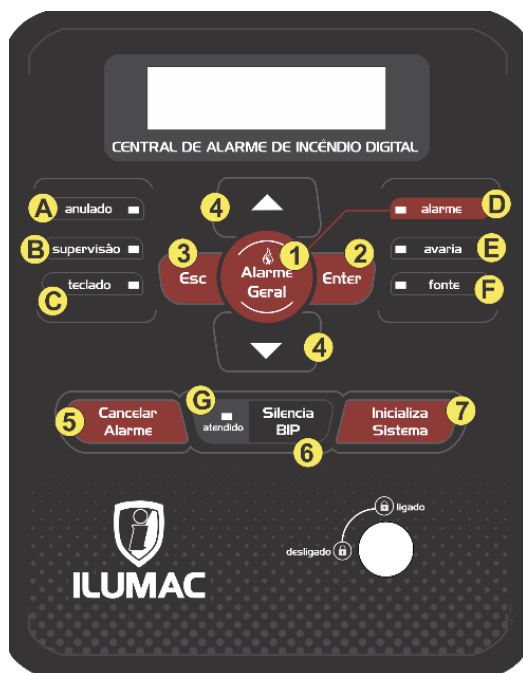 CENTRAL DE ALARME DE INCÊNDIO DIGITAL
A anulado
4
alarme D
B supervisão
3
1
2
avaria E
Esc
Alarme
Geral
Enter
C teclado
fonte F
4
5 Cancelar
Alarme
G
atendido
Silencia
BIP
6
Inicializa
Sistema
7
ligado
desligado
ILUMAC